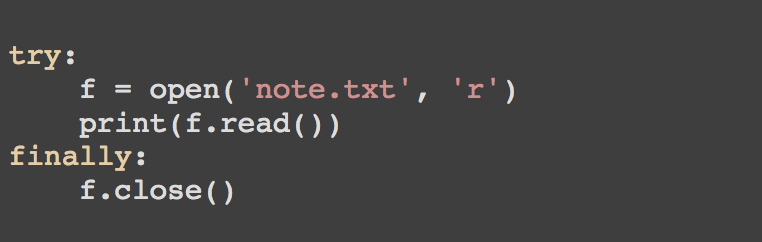 try:
    f = open('note.txt', 'r')
    print(f.read())
finally:
    f.close()